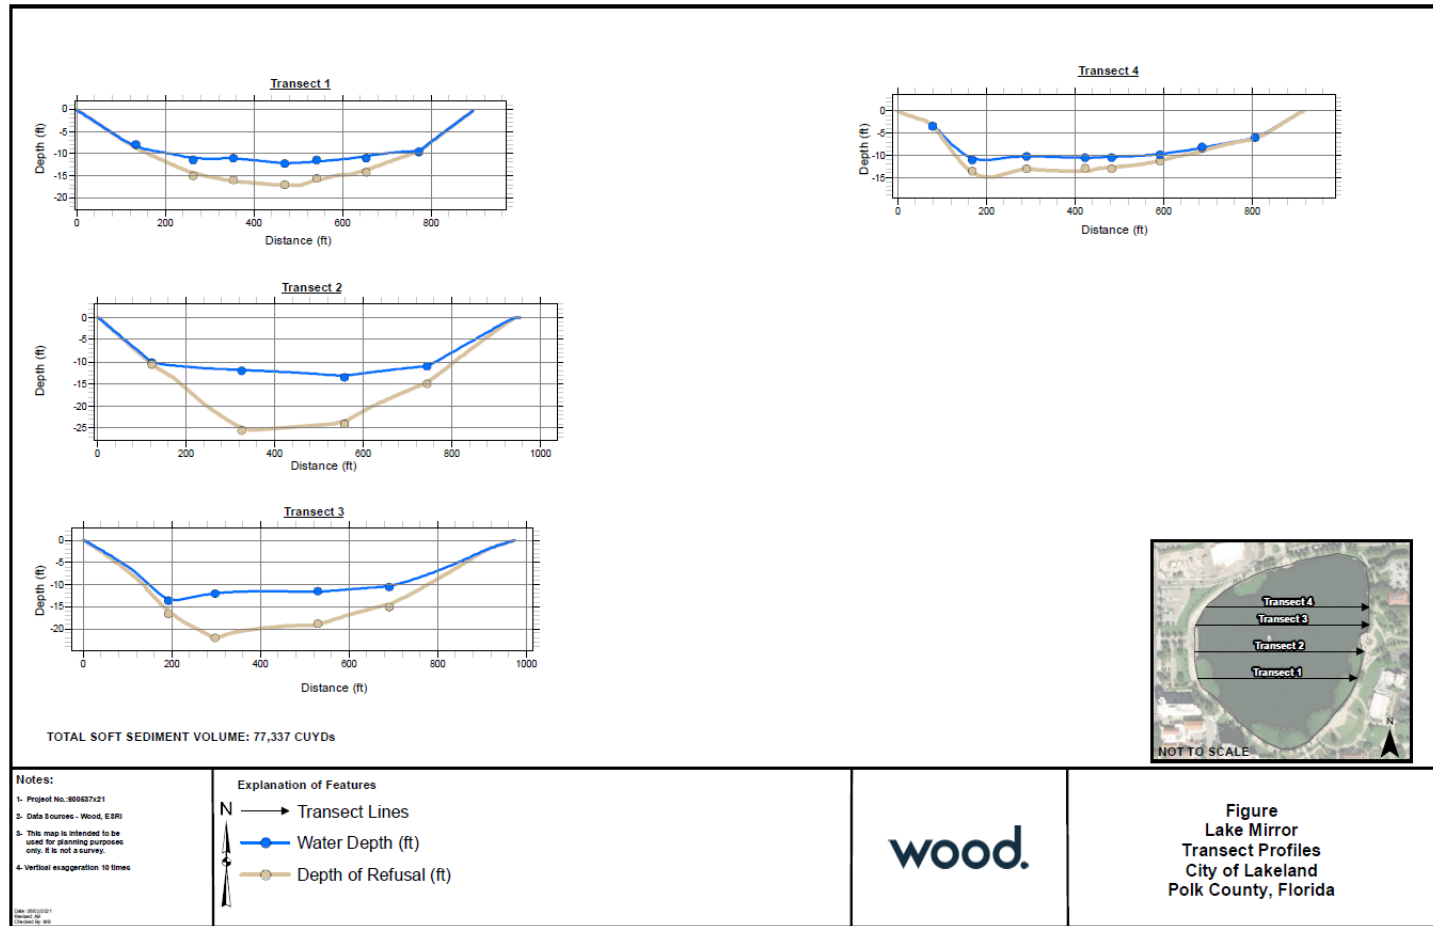 Transect 1
0
-5
-10
-15
-20
Depth (ft)
0 200 400 600 800
Distance (ft)
Transect 4
0
-5
-10
-15
Depth (ft)
0 200 400 600 800
Distance (ft)
Transect 2
0
-5
-10
-15
-20
-25
Depth (ft)
0 200 400 600 800 1000
Distance (ft)
Transect 3
0
-5
-10
-15
-20
Depth (ft)
0 200 400 600 800 1000
Distance (ft)
TOTAL SOFT SEDIMENT VOLUME: 77,337 CUYDs
Transect 4
Transect 3
Transect 2
Transect 1
N
NOT TO SCALE
Notes:
1- Project No.:600637x21
2- Data Sources - Wood, ESRI
3- This map is intended to be
used for planning purposes
only. It is not a survey.
4- Vertical exaggeration 10 times
Revised: AB
Checked By: MB
Explanation of Features
N
Transect Lines
Water Depth (ft)
Depth of Refusal (ft)
wood.
Figure
Lake Mirror
Transect Profiles
City of Lakeland
Polk County, Florida